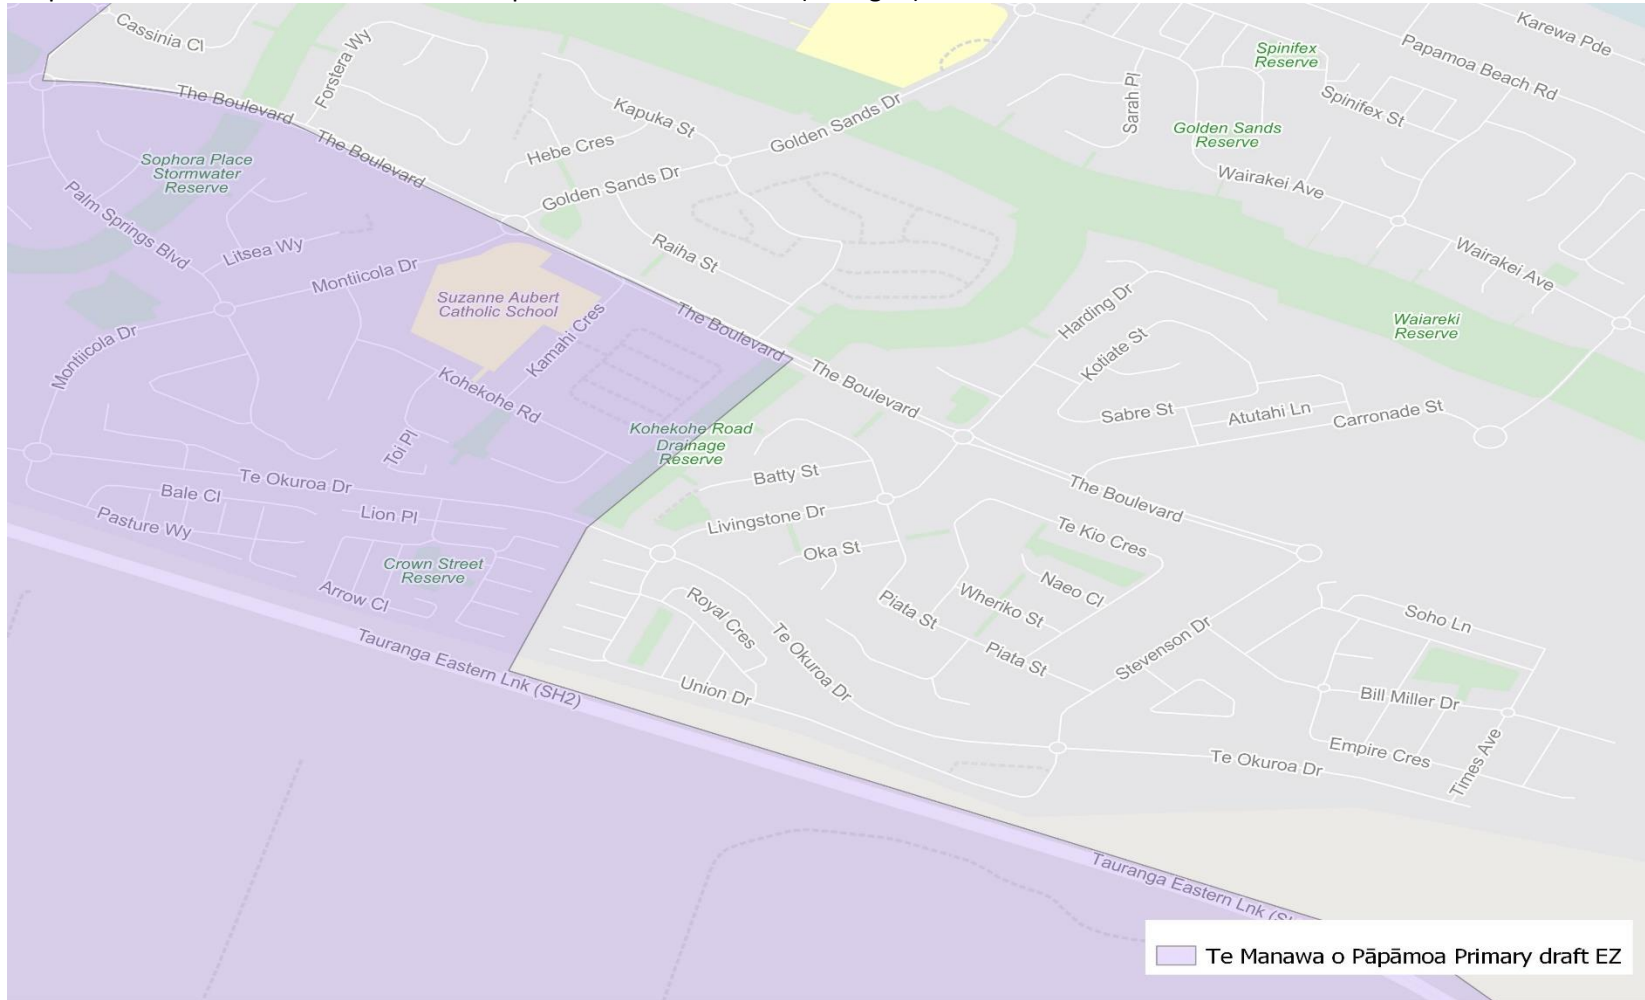 Cassinia Cl
Forstera Wy
Karewa Pde
Papamoa Beach Rd
Spinifex
Reserve
Spinifex St
Sarah Pl
Golden Sands
Reserve
The Boulevard
The Boulevard
Kapuka St
Golden Sands Dr
Hebe Cres
Golden Sands Dr
Wairakei Ave
Wairakei Ave
Sophora Place
Stormwater
Reserve
Palm Springs Blvd
Litsea Wy
Montiicola Dr
Raiha St
Suzanne Aubert
Catholic School
Kamahi Cres
The Boulevard
Harding Dr
Kotiate St
Waiareki
Reserve
Montiicola Dr
Kohekohe Rd
The Boulevard
Sabre St
Atutahi Ln
Carronade St
Toi Pl
Kohekohe Road
Drainage
Reserve
Batty St
Te Okuroa Dr
Bale Cl
Lion Pl
Pasture Wy
Livingstone Dr
The Boulevard
Oka St
Te Kio Cres
Crown Street
Reserve
Arrow Cl
Royal Cres
Piata St
Wheriko St
Naeo Cl
Tauranga Eastern Lnk (SH2)
Union Dr
Te Okuroa Dr
Piata St
Stevenson Dr
Soho Ln
Bill Miller Dr
Empire Cres
Times Ave
Te Okuroa Dr
Tauranga Eastern Lnk
Te Manawa o Pāpāmoa Primary draft EZ